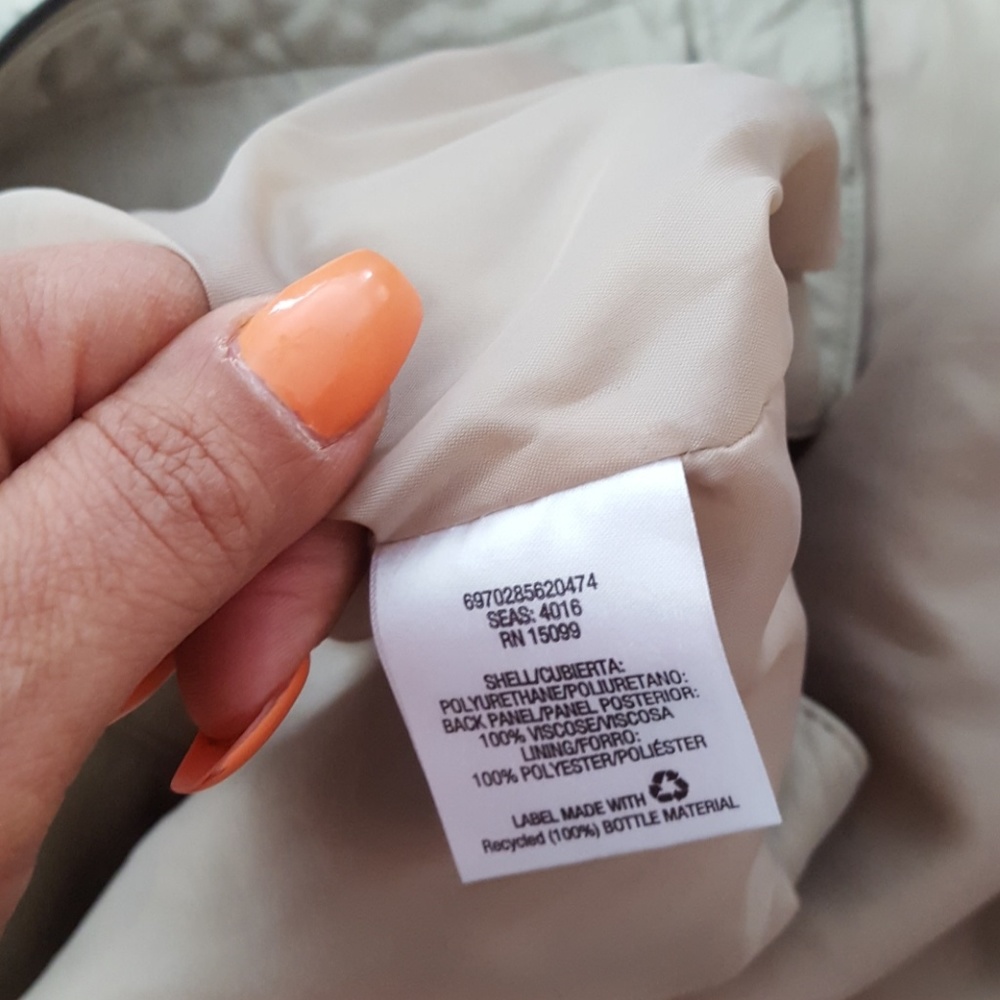 6970285620474
SEAS: 4016
RN 15099
SHELL/CUBIERTA:
POLYURETHANE/POLIURETANO:
BACK PANEL/PANEL POSTERIOR:
100% VISCOSE/VISCOSA
LINING/FORRO:
100% POLYESTER/POLIÉSTER
LABEL MADE WITH
Recycled (100%) BOTTLE MATERIAL